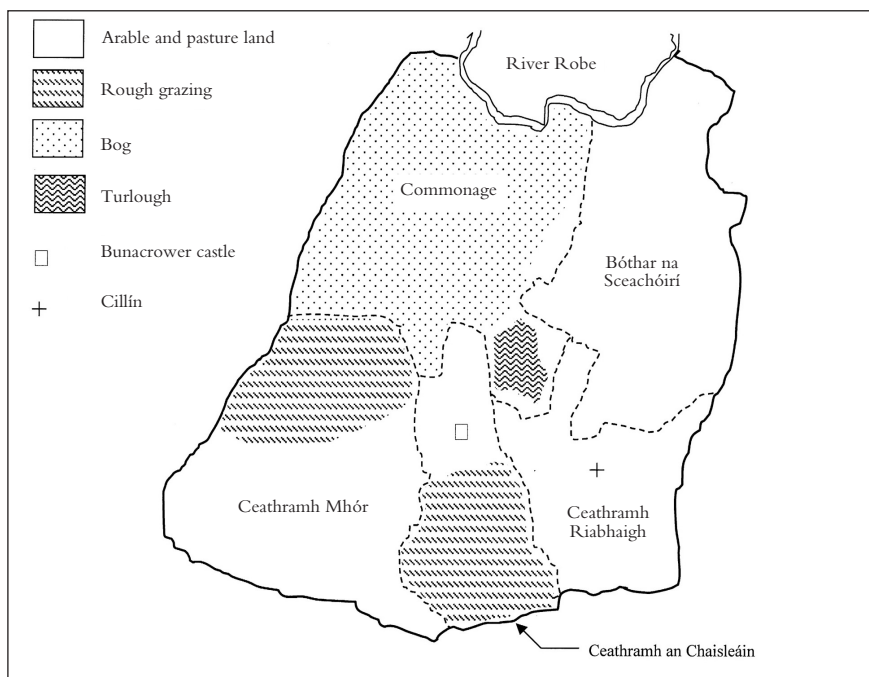 Arable and pasture land
Rough grazing
Bog
Turlough
Bunacrower castle
Cillín
River Robe
Commonage
Bóthar na
Sceachóirí
Ceathramh Mhór
Ceathramh
Riabhaigh
Ceathramh an Chaisleáin